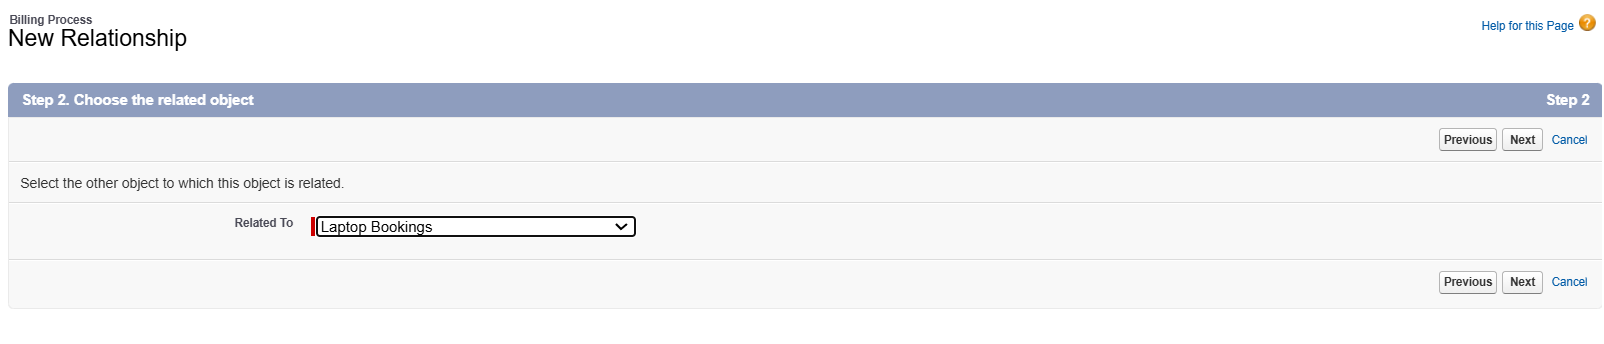 Billing Process
New Relationship
Help for this Page ?
Step 2. Choose the related object
Step 2
Previous Next Cancel
Select the other object to which this object is related.
Related To Laptop Bookings
Previous Next Cancel